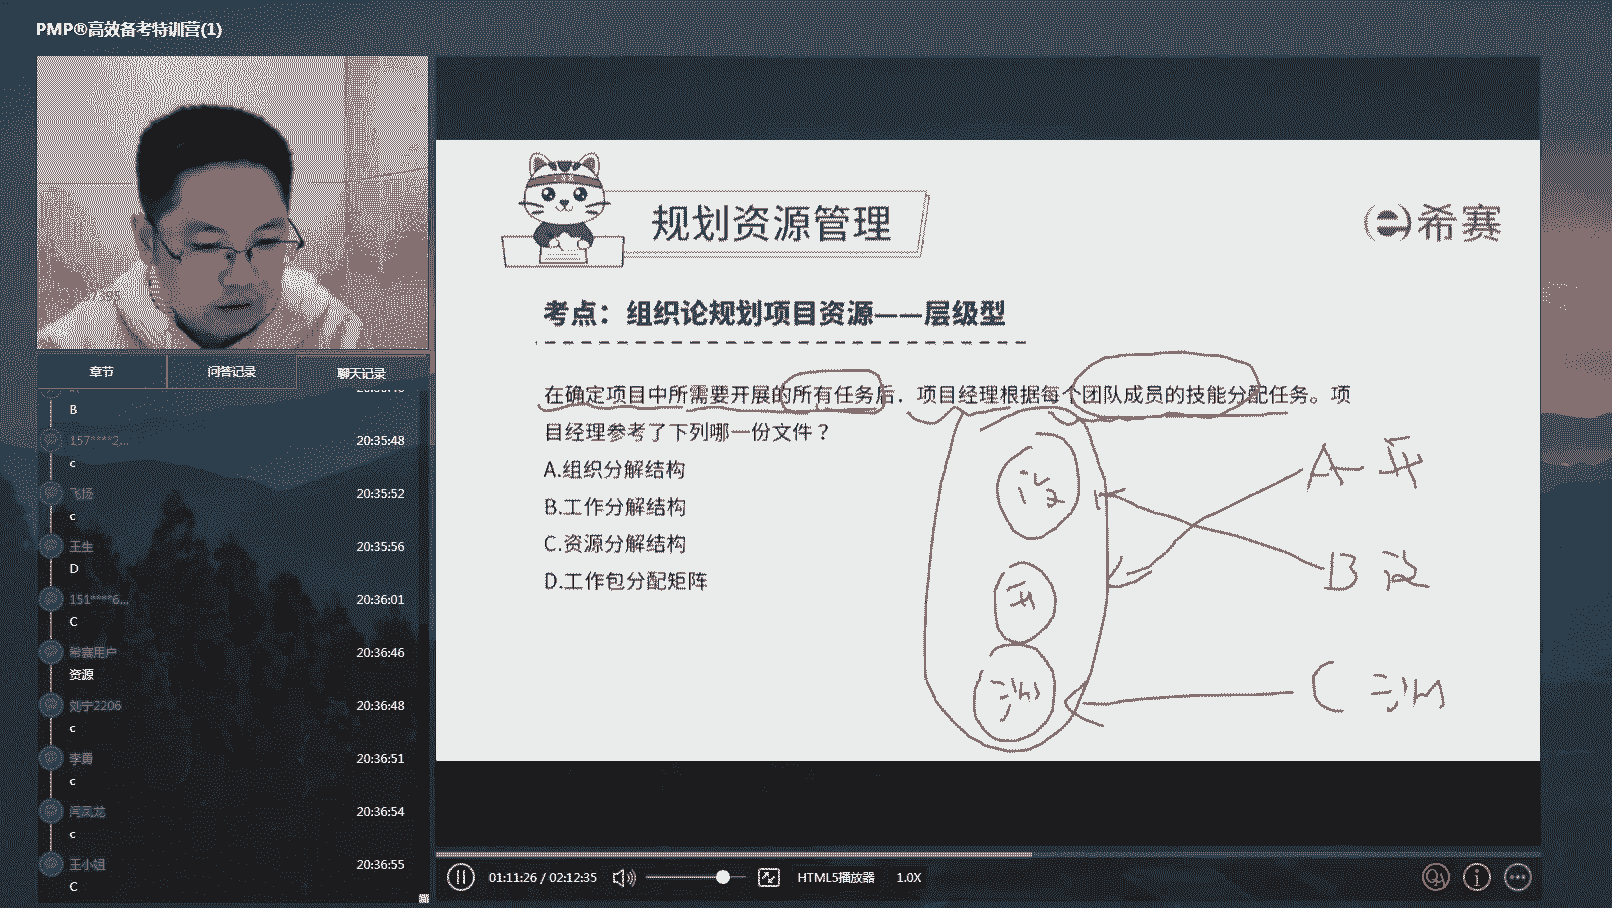 PMP®高效备考特训营(1)
规划资源管理
希赛
考点：组织论规划项目资源——层级型
在确定项目中所需要开展的所有任务后．项目经理根据每个团队成员的技能分配任务。项
目经理参考了下列哪一份文件？
A.组织分解结构
B.工作分解结构
C.资源分解结构
D.工作包分配矩阵
A- 开
B 设
C 测
设
开
测
章节
问答记录
聊天记录
B
157****2...
20:35:48
c
飞扬
20:35:52
c
王生
20:35:56
D
151****6...
20:36:01
C
希赛用户
20:36:46
资源
刘宁2206
20:36:48
c
李勇
20:36:51
c
闫凤龙
20:36:54
c
王小姐
20:36:55
C
01:11:26 / 02:12:35
HTML5播放器
1.0X